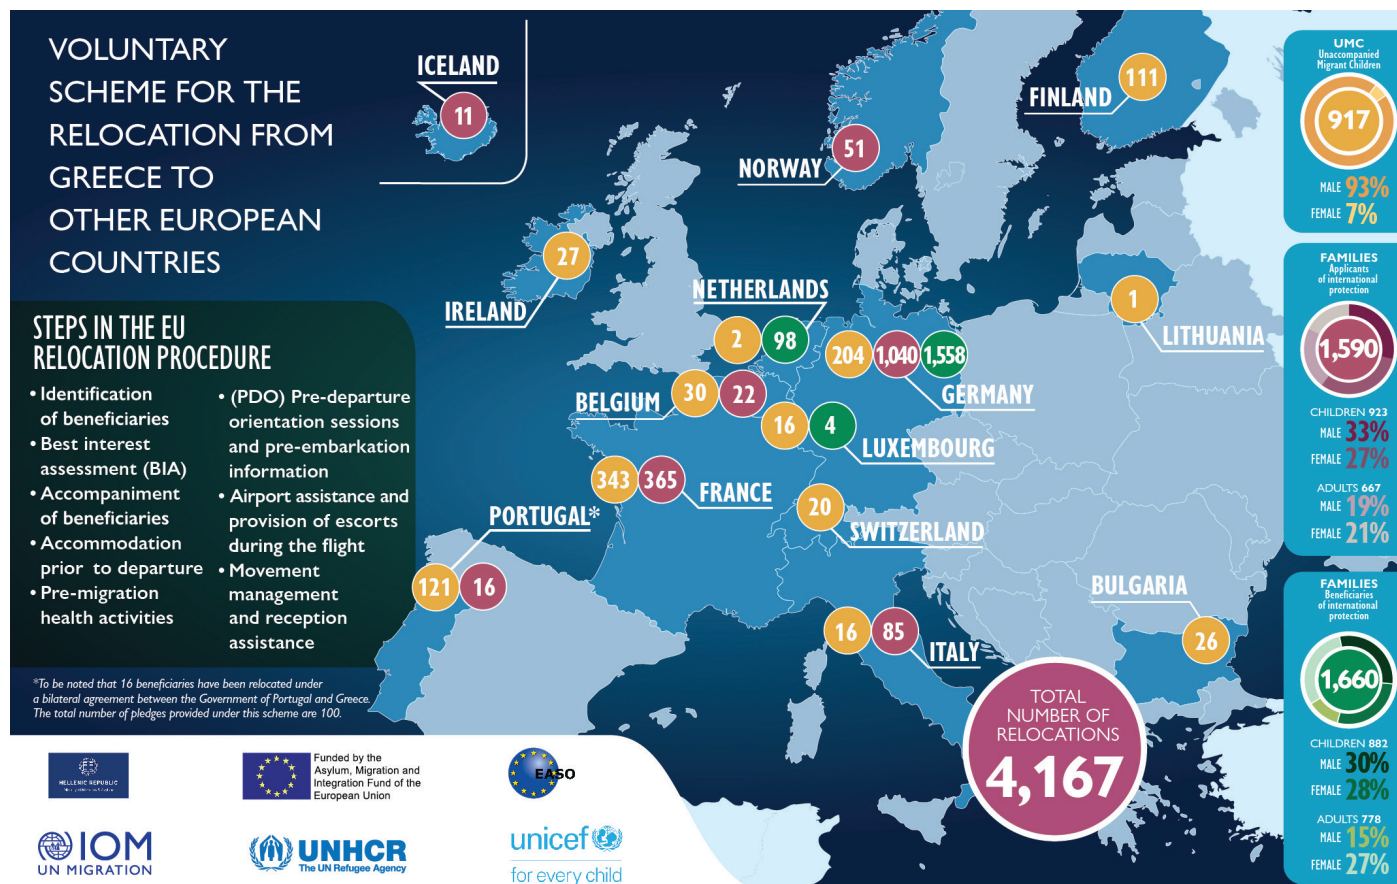 VOLUNTARY
SCHEME FOR THE
RELOCATION FROM
GREECE TO
OTHER EUROPEAN
COUNTRIES
STEPS IN THE EU
RELOCATION PROCEDURE
• Identification
of beneficiaries
• Best interest
assessment (BIA)
• Accompaniment
of beneficiaries
• Accommodation
prior to departure
• Pre-migration
health activities
• (PDO) Pre-departure
orientation sessions
and pre-embarkation
information
• Airport assistance and
provision of escorts
during the flight
• Movement
management
and reception
assistance
*To be noted that 16 beneficiaries have been relocated under
a bilateral agreement between the Government of Portugal and Greece.
The total number of pledges provided under this scheme are 100.
ICELAND
11
FINLAND
111
NORWAY
51
IRELAND
27
NETHERLANDS
2 98
LITHUANIA
1
204 1,040 1,558
GERMANY
BELGIUM
30 22
16 4
LUXEMBOURG
343 365
FRANCE
PORTUGAL*
121 16
20
SWITZERLAND
BULGARIA
26
16 85
ITALY
TOTAL
NUMBER OF
RELOCATIONS
4,167
UMC
Unaccompanied
Migrant Children
917
MALE 93%
FEMALE 7%
FAMILIES
Applicants
of international
protection
1,590
CHILDREN 923
MALE 33%
FEMALE 27%
ADULTS 667
MALE 19%
FEMALE 21%
FAMILIES
Beneficiaries
of international
protection
1,660
CHILDREN 882
MALE 30%
FEMALE 28%
ADULTS 778
MALE 15%
FEMALE 27%
HELLENIC REPUBLIC
Funded by the
Asylum, Migration and
Integration Fund of the
European Union
EASO
IOM
UN MIGRATION
UNHCR
The UN Refugee Agency
unicef
for every child